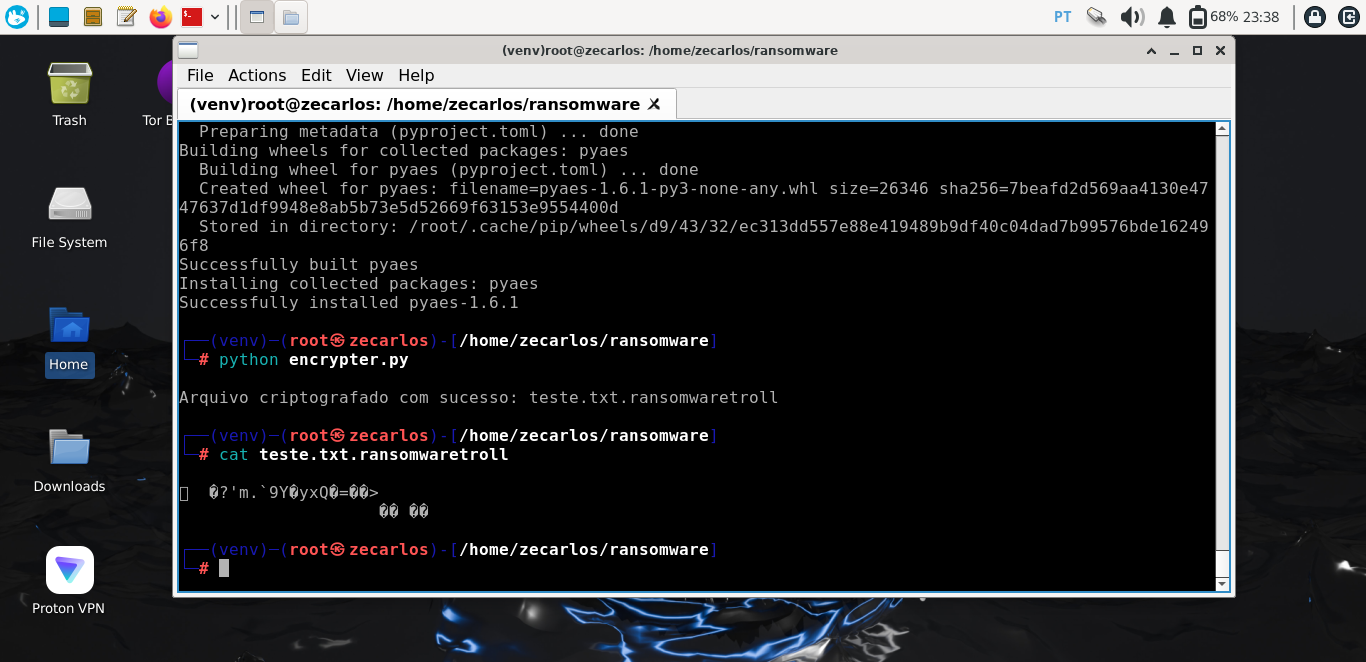 PT
68% 23:38
(venv)root@zecarlos: /home/zecarlos/ransomware
File Actions Edit View Help
(venv)root@zecarlos: /home/zecarlos/ransomware
Trash
Tor B
File System
Home
Downloads
Proton VPN
Preparing metadata (pyproject.toml) ... done
Building wheels for collected packages: pyaes
Building wheel for pyaes (pyproject.toml) ... done
Created wheel for pyaes: filename=pyaes-1.6.1-py3-none-any.whl size=26346 sha256=7beafd2d569aa4130e47
47637d1df9948e8ab5b73e5d52669f63153e9554400d
Stored in directory: /root/.cache/pip/wheels/d9/43/32/ec313dd557e88e419489b9df40c04dad7b99576bde16249
6f8
Successfully built pyaes
Installing collected packages: pyaes
Successfully installed pyaes-1.6.1
┌──(venv)─(root㉿zecarlos)-[/home/zecarlos/ransomware]
└─# python encrypter.py
Arquivo criptografado com sucesso: teste.txt.ransomwaretroll
┌──(venv)─(root㉿zecarlos)-[/home/zecarlos/ransomware]
└─# cat teste.txt.ransomwaretroll
▯ �?'m.`9Y�yxQ�=��>
�� ��
┌──(venv)─(root㉿zecarlos)-[/home/zecarlos/ransomware]
└─#